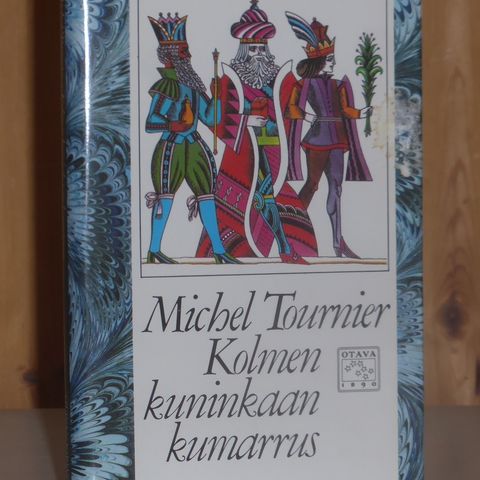 Michel Tournier
Kolmen
kuninkaan
kumarrus
OTAVA
1890